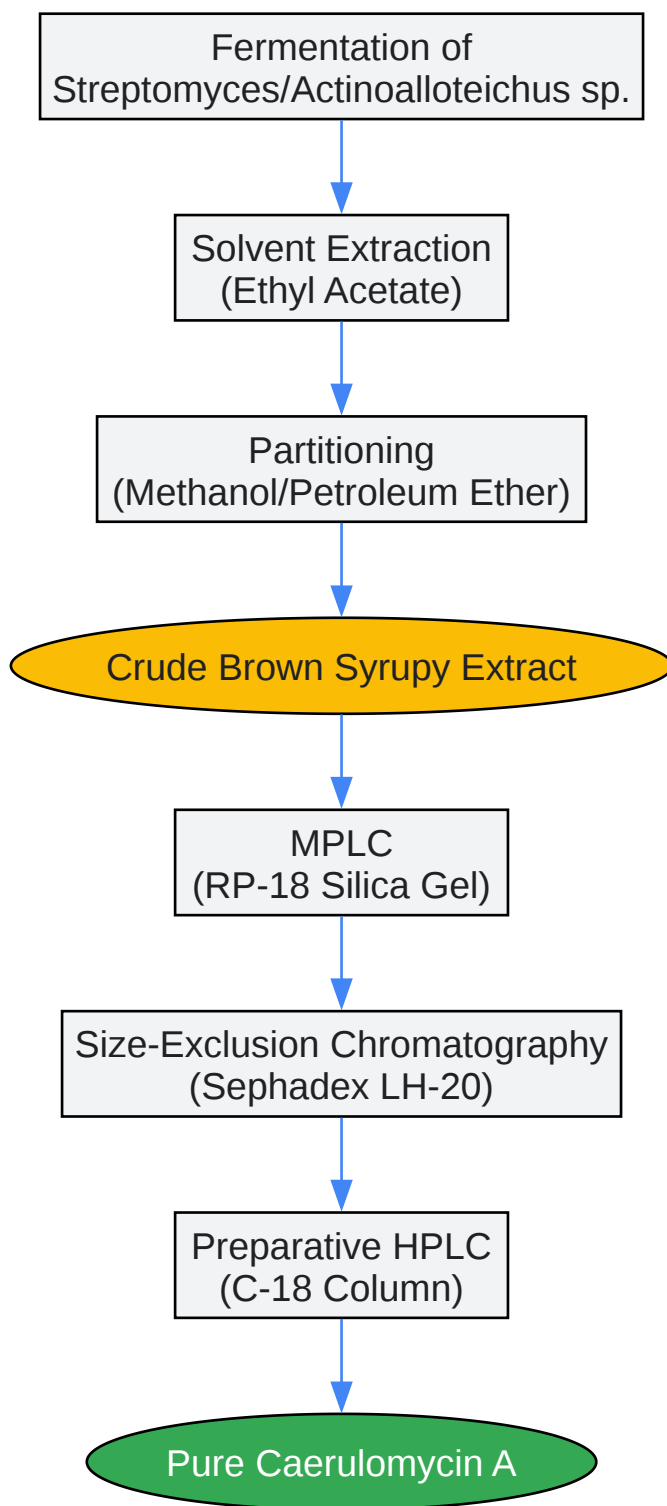 Fermentation of
Streptomyces/Actinoalloteichus sp.
Solvent Extraction
(Ethyl Acetate)
Partitioning
(Methanol/Petroleum Ether)
Crude Brown Syrupy Extract
MPLC
(RP-18 Silica Gel)
Size-Exclusion Chromatography
(Sephadex LH-20)
Preparative HPLC
(C-18 Column)
Pure Caerulomycin A